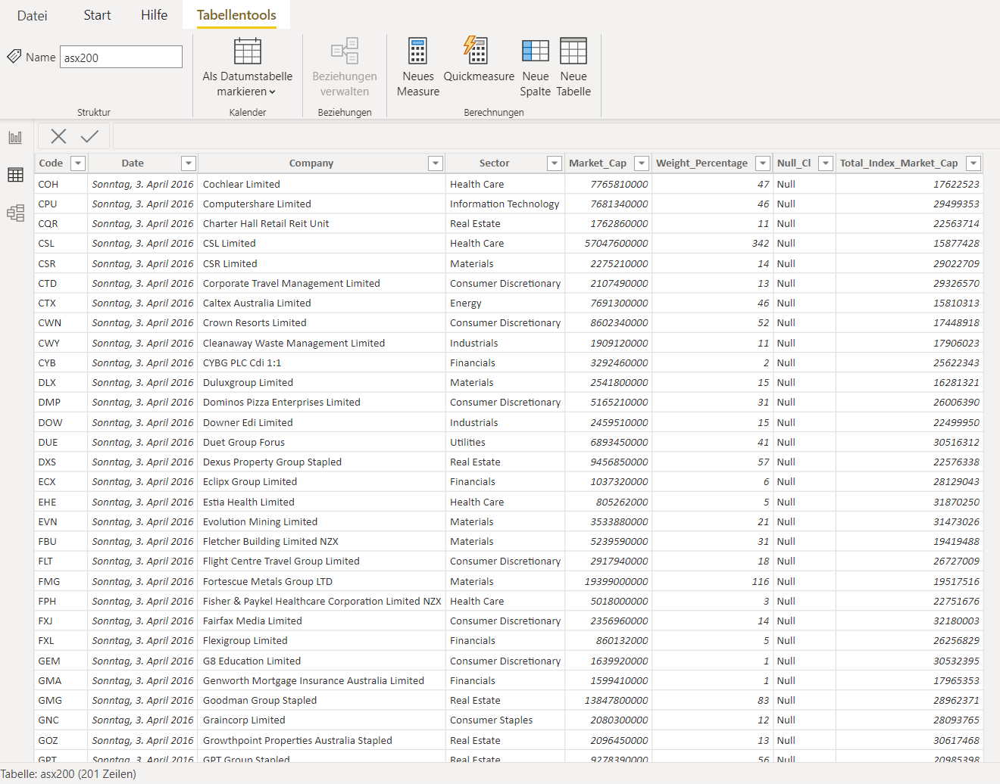 Datei Start Hilfe Tabellentools
Name asx200
Als Datumstabelle markieren
Beziehungen verwalten
Neues Measure
Quickmeasure
Neue Spalte
Neue Tabelle
Struktur Kalender Beziehungen Berechnungen
Code Date Company Sector Market_Cap Weight_Percentage Null_Cl Total_Index_Market_Cap
COH Sonntag, 3. April 2016 Cochlear Limited Health Care 7765810000 47 Null 17622523
CPU Sonntag, 3. April 2016 Computershare Limited Information Technology 7681340000 46 Null 29499353
CQR Sonntag, 3. April 2016 Charter Hall Retail Reit Unit Real Estate 1762860000 11 Null 22563714
CSL Sonntag, 3. April 2016 CSL Limited Health Care 57047600000 342 Null 15877428
CSR Sonntag, 3. April 2016 CSR Limited Materials 2275210000 14 Null 29022709
CTD Sonntag, 3. April 2016 Corporate Travel Management Limited Consumer Discretionary 2107490000 13 Null 29326570
CTX Sonntag, 3. April 2016 Caltex Australia Limited Energy 7691300000 46 Null 15810313
CWN Sonntag, 3. April 2016 Crown Resorts Limited Consumer Discretionary 8602340000 52 Null 17448918
CWY Sonntag, 3. April 2016 Cleanaway Waste Management Limited Industrials 1909120000 11 Null 17906023
CYB Sonntag, 3. April 2016 CYBG PLC Cdi 1:1 Financials 3292460000 2 Null 25622343
DLX Sonntag, 3. April 2016 Duluxgroup Limited Materials 2541800000 15 Null 16281321
DMP Sonntag, 3. April 2016 Dominos Pizza Enterprises Limited Consumer Discretionary 5165210000 31 Null 26006390
DOW Sonntag, 3. April 2016 Downer Edi Limited Industrials 2459510000 15 Null 22499950
DUE Sonntag, 3. April 2016 Duet Group Forus Utilities 6893450000 41 Null 30516312
DXS Sonntag, 3. April 2016 Dexus Property Group Stapled Real Estate 9456850000 57 Null 22576338
ECX Sonntag, 3. April 2016 Eclipx Group Limited Financials 1037320000 6 Null 28129043
EHE Sonntag, 3. April 2016 Estia Health Limited Health Care 805262000 5 Null 31870250
EVN Sonntag, 3. April 2016 Evolution Mining Limited Materials 3533880000 21 Null 31473026
FBU Sonntag, 3. April 2016 Fletcher Building Limited NZX Materials 5239590000 31 Null 19419488
FLT Sonntag, 3. April 2016 Flight Centre Travel Group Limited Consumer Discretionary 2917940000 18 Null 26727009
FMG Sonntag, 3. April 2016 Fortescue Metals Group LTD Materials 19399000000 116 Null 19517516
FPH Sonntag, 3. April 2016 Fisher & Paykel Healthcare Corporation Limited NZX Health Care 5018000000 3 Null 22751676
FXJ Sonntag, 3. April 2016 Fairfax Media Limited Consumer Discretionary 2356960000 14 Null 32180003
FXL Sonntag, 3. April 2016 Flexigroup Limited Financials 860132000 5 Null 26256829
GEM Sonntag, 3. April 2016 G8 Education Limited Consumer Discretionary 1639920000 1 Null 30532395
GMA Sonntag, 3. April 2016 Genworth Mortgage Insurance Australia Limited Financials 1599410000 1 Null 17965353
GMG Sonntag, 3. April 2016 Goodman Group Stapled Real Estate 13847800000 83 Null 28962371
GNC Sonntag, 3. April 2016 Graincorp Limited Consumer Staples 2080300000 12 Null 28093765
GOZ Sonntag, 3. April 2016 Growthpoint Properties Australia Stapled Real Estate 2096450000 13 Null 30617468
GPT Sonntag, 3. April 2016 GPT Group Stapled Real Estate 9278390000 56 Null 20985398
Tabelle: asx200 (201 Zeilen)